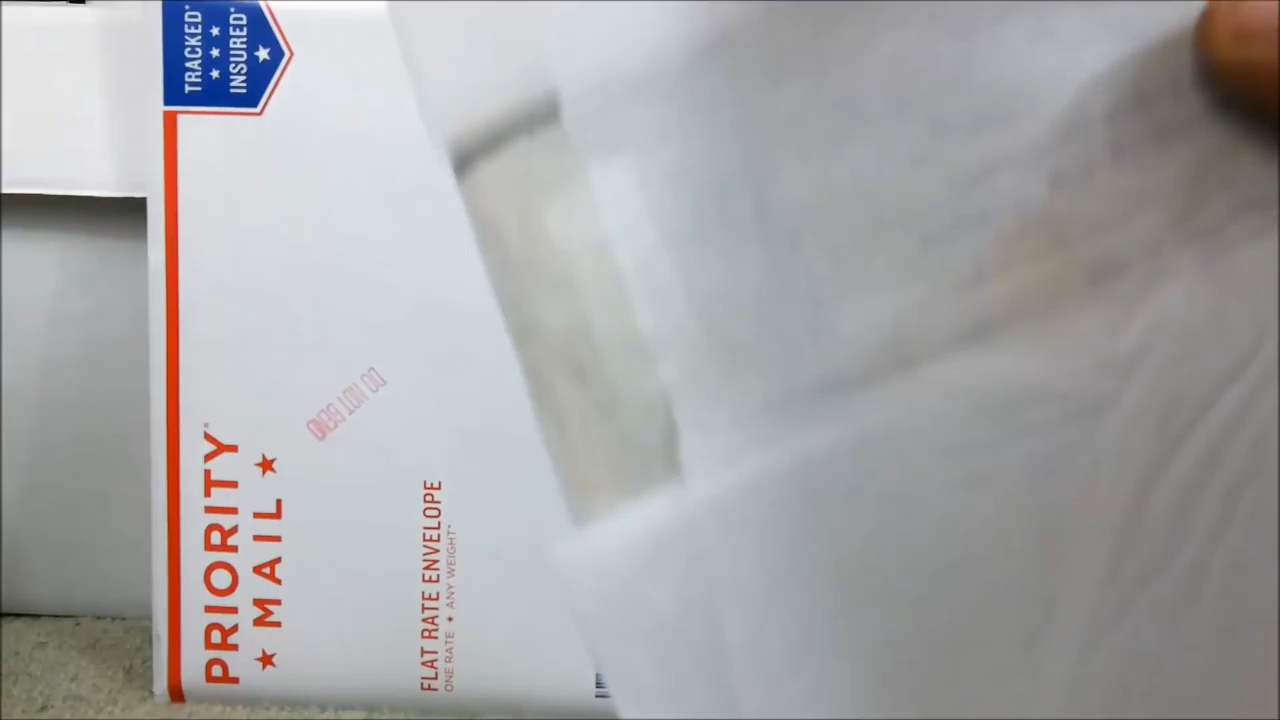 TRACKED*
★ ★ ★
INSURED*
★
PRIORITY*
★ MAIL ★
DO NOT BEND
FLAT RATE ENVELOPE
ONE RATE ★ ANY WEIGHT*